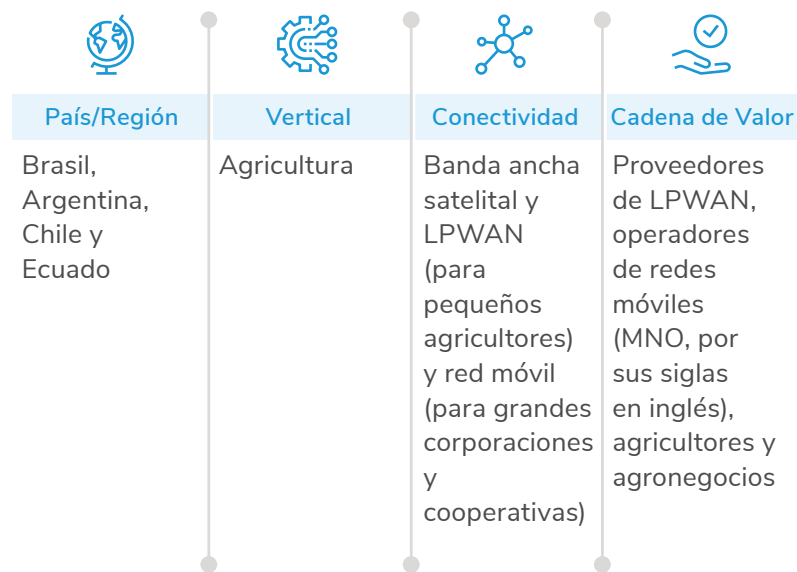 País/Región
Brasil,
Argentina,
Chile y
Ecuado
Vertical
Agricultura
Conectividad
Banda ancha
satelital y
LPWAN
(para
pequeños
agricultores)
y red móvil
(para grandes
corporaciones
y
cooperativas)
Cadena de Valor
Proveedores
de LPWAN,
operadores
de redes
móviles
(MNO, por
sus siglas
en inglés),
agricultores y
agronegocios